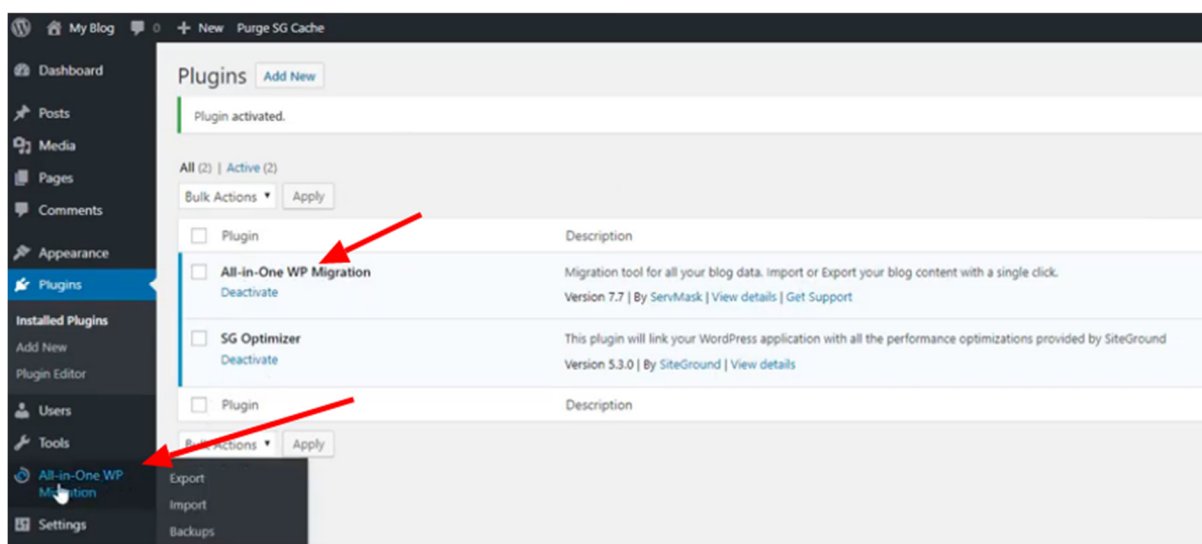 My Blog 0 New Purge SG Cache
Dashboard
Posts
Media
Pages
Comments
Appearance
Plugins
Installed Plugins
Add New
Plugin Editor
Users
Tools
All-in-One WP
Migration
Settings
Export
Import
Backups
Plugins Add New
Plugin activated.
All (2) | Active (2)
Bulk Actions Apply
Plugin Description
All-in-One WP Migration Migration tool for all your blog data. Import or Export your blog content with a single click.
Deactivate Version 7.7 | By ServMask | View details | Get Support
SG Optimizer This plugin will link your WordPress application with all the performance optimizations provided by SiteGround
Deactivate Version 5.3.0 | By SiteGround | View details
Plugin Description
Bulk Actions Apply